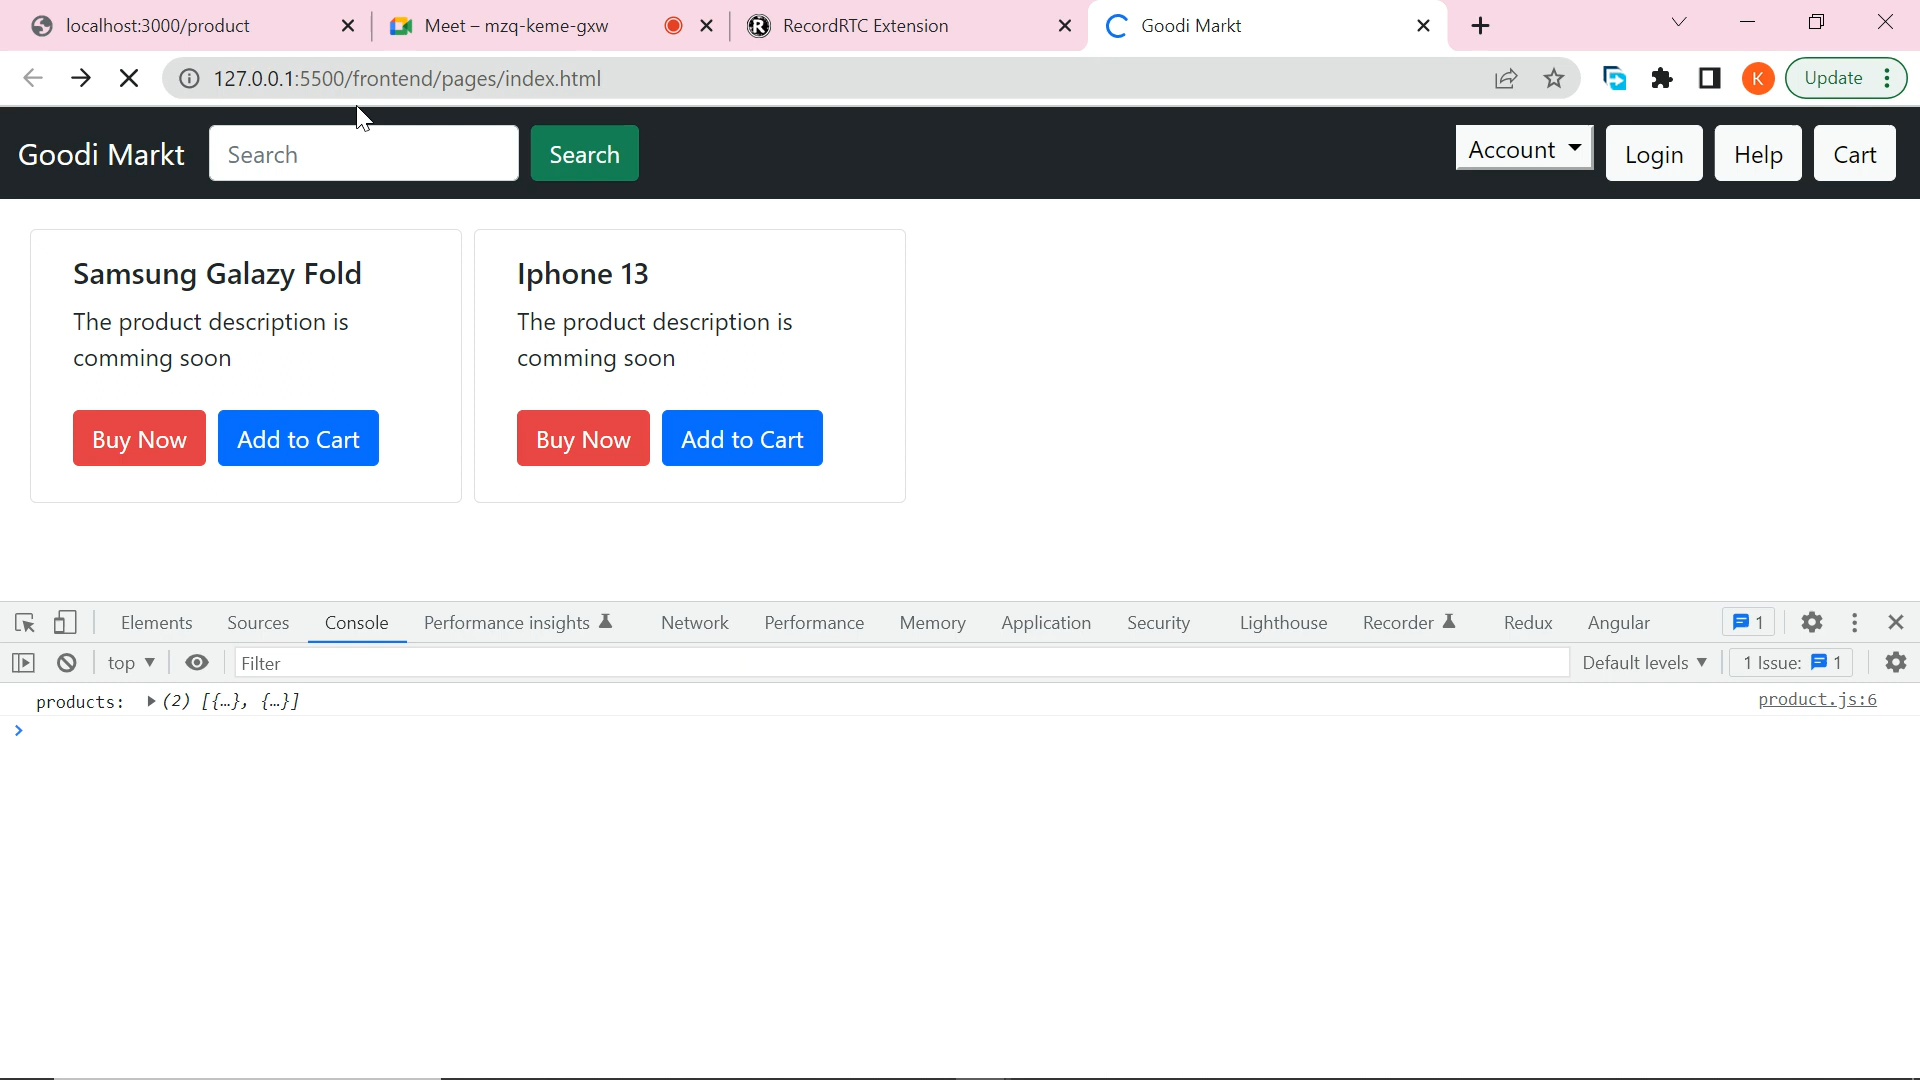 localhost:3000/product
Meet – mzq-keme-gxw
RecordRTC Extension
Goodi Markt
127.0.0.1:5500/frontend/pages/index.html
K
Update
Goodi Markt
Search
Search
Account
Login
Help
Cart
Samsung Galazy Fold
The product description is
comming soon
Buy Now
Add to Cart
Iphone 13
The product description is
comming soon
Buy Now
Add to Cart
Elements
Sources
Console
Performance insights
Network
Performance
Memory
Application
Security
Lighthouse
Recorder
Redux
Angular
1
top
Filter
Default levels
1 Issue: 1
products: (2) [{…}, {…}]
product.js:6